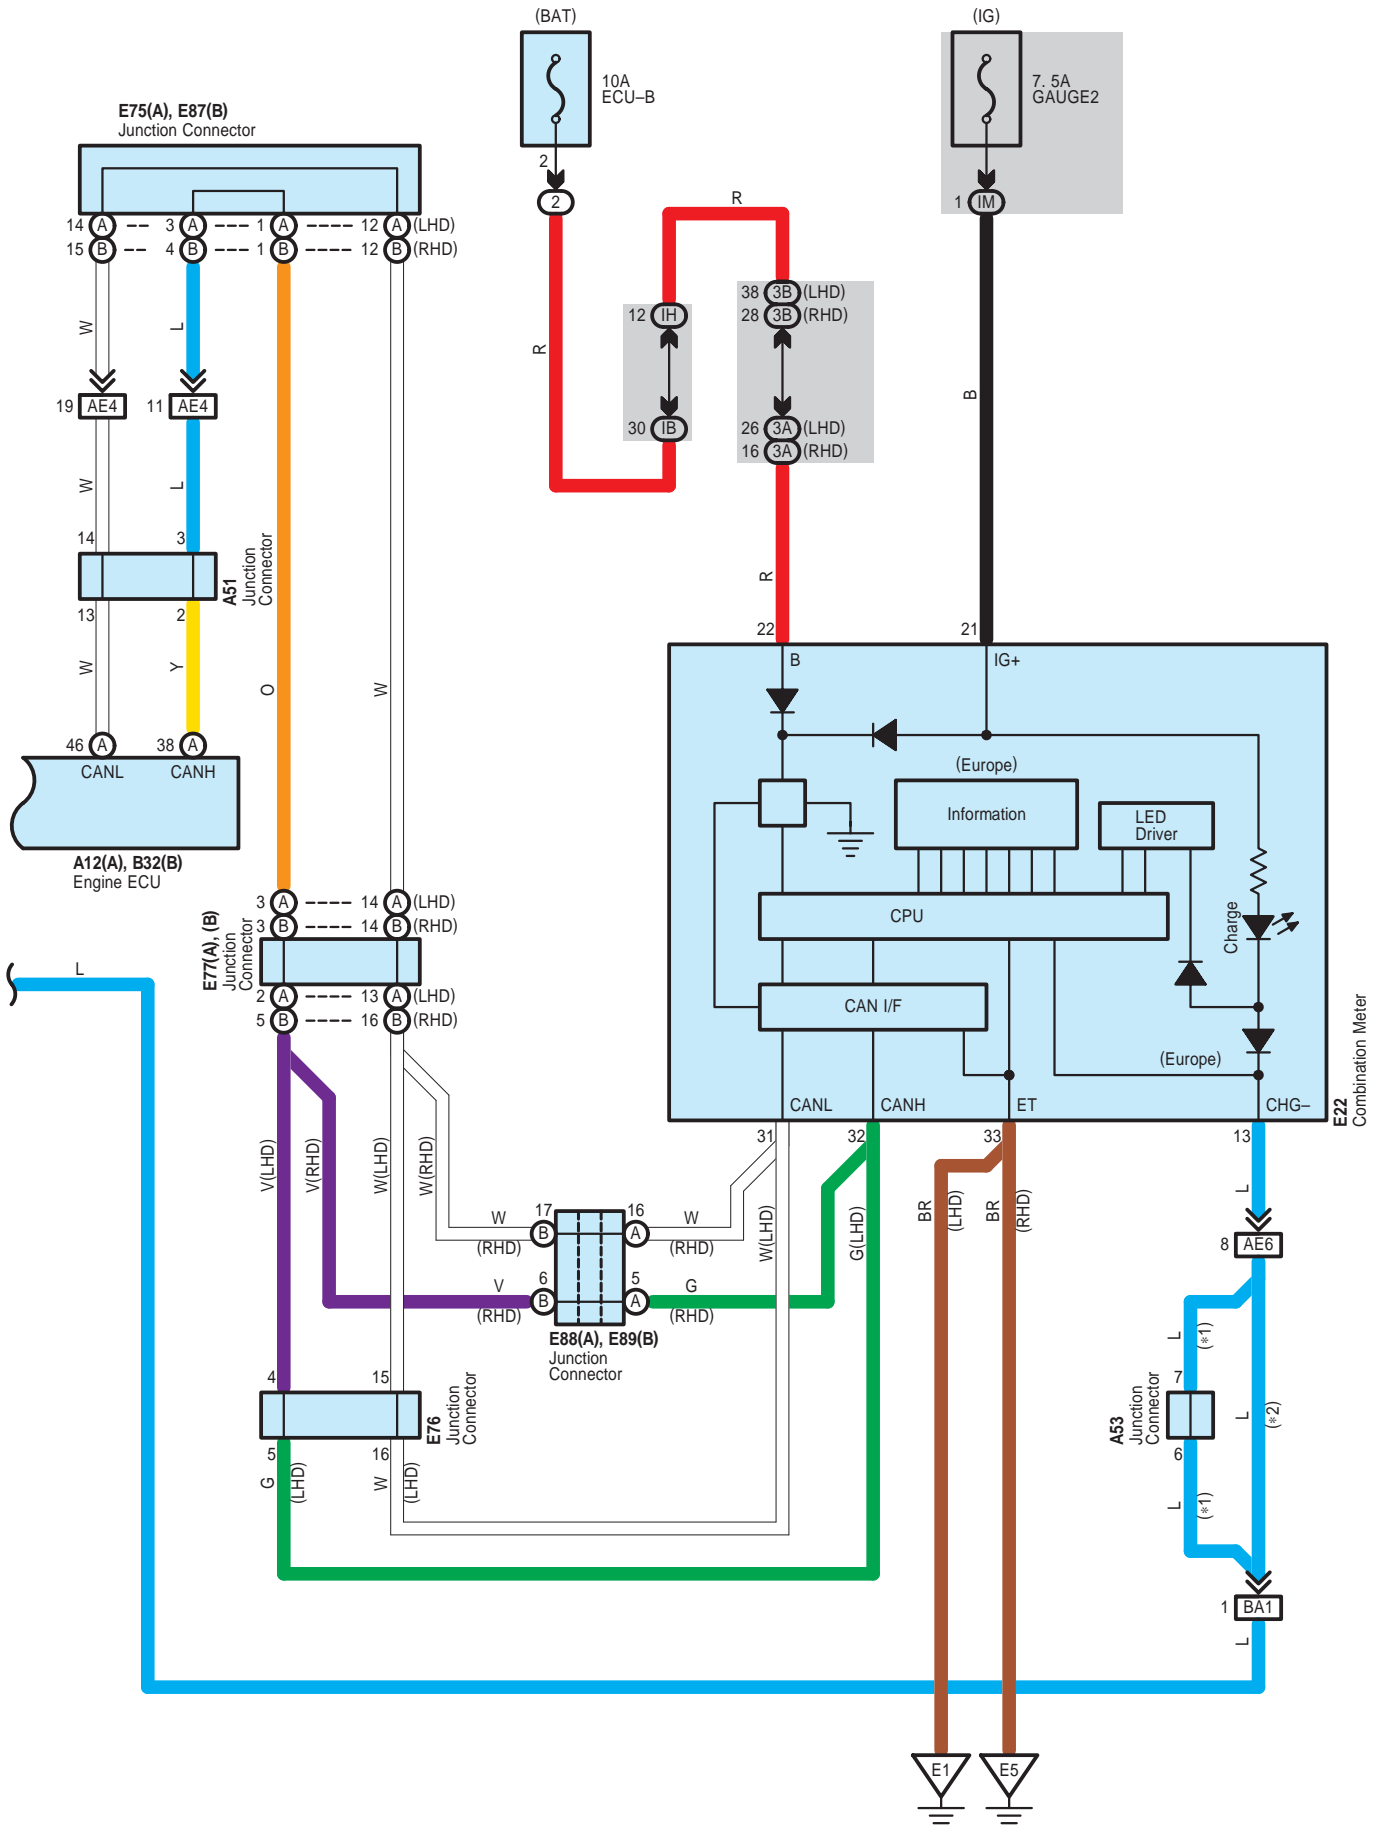 (BAT)
(IG)
10A
ECU–B
7. 5A
GAUGE2
E75(A), E87(B)
Junction Connector
2
2
1 IM
14 A 3 A 1 A 12 A (LHD)
15 B 4 B 1 B 12 B (RHD)
R
38 3B (LHD)
28 3B (RHD)
12 IH
W
L
R
B
19 AE4
11 AE4
30 IB
26 3A (LHD)
16 3A (RHD)
W
L
14
3
A51
Junction
Connector
13
2
R
W
Y
O
W
22
21
B
IG+
46 A
38 A
CANL
CANH
A12(A), B32(B)
Engine ECU
(Europe)
Information
LED
Driver
CPU
Charge
CAN I/F
(Europe)
CANL
CANH
ET
CHG–
E22
Combination Meter
3 A 14 A (LHD)
3 B 14 B (RHD)
E77(A), (B)
Junction
Connector
2 A 13 A (LHD)
5 B 16 B (RHD)
L
31
32
33
13
V(LHD)
V(RHD)
W(LHD)
W(RHD)
W
(RHD)
17
B
16
A
W
(RHD)
W(LHD)
G(LHD)
BR
(LHD)
BR
(RHD)
L
8 AE6
V
(RHD)
6
B
5
A
G
(RHD)
E88(A), E89(B)
Junction
Connector
L
(*1)
4
15
E76
Junction
Connector
5
16
G
(LHD)
W
(LHD)
7
A53
Junction
Connector
6
L
(*2)
L
(*1)
1 BA1
L
E1
E5